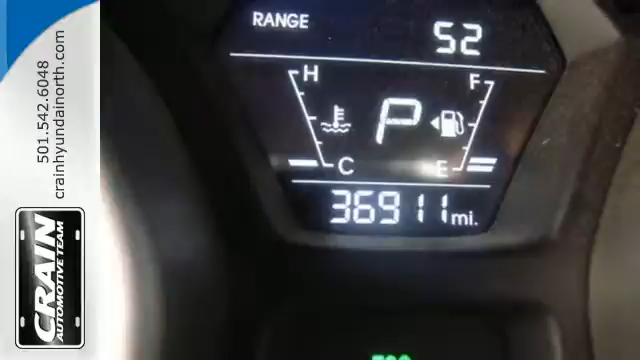 RANGE
52
H
F
P
C
E
36911 mi.
501.542.6048
crainhyundainorth.com
CRAIN
AUTOMOTIVE TEAM